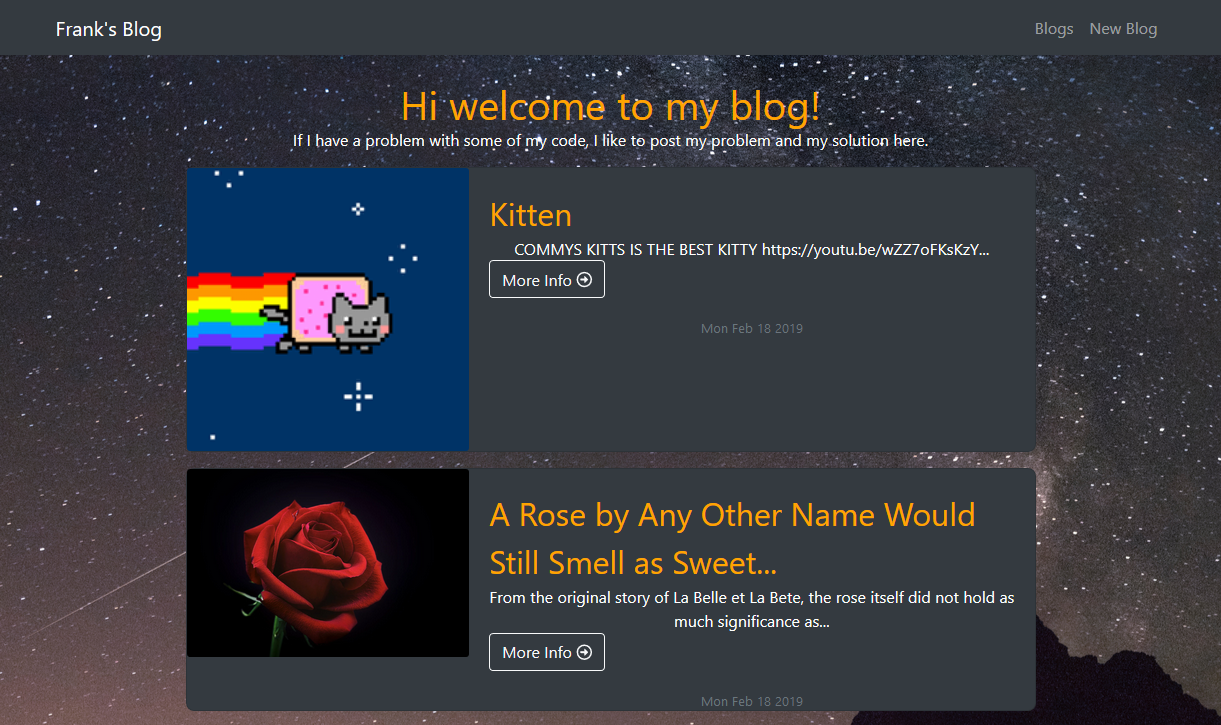 Frank's Blog
Blogs New Blog
Hi welcome to my blog!
If I have a problem with some of my code, I like to post my problem and my solution here.
Kitten
COMMYS KITTS IS THE BEST KITTY https://youtu.be/wZZ7oFKsKzY...
More Info
Mon Feb 18 2019
A Rose by Any Other Name Would
Still Smell as Sweet...
From the original story of La Belle et La Bete, the rose itself did not hold as
much significance as...
More Info
Mon Feb 18 2019